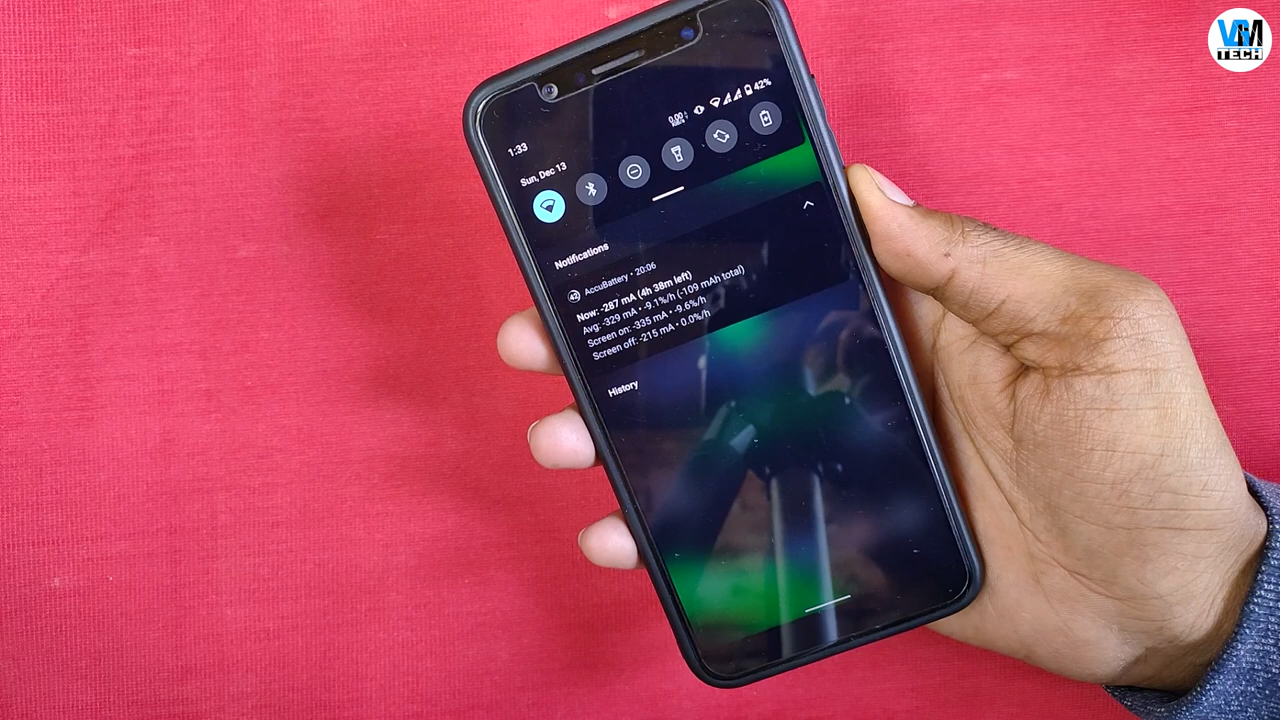 VGM
TECH
0.00
KB/s
42%
1:33
Sun, Dec 13
Notifications
42 AccuBattery • 20:06
Now: -287 mA (4h 38m left)
Avg: -329 mA • -9.1%/h (-109 mAh total)
Screen on: -335 mA • -9.6%/h
Screen off: -215 mA • 0.0%/h
History